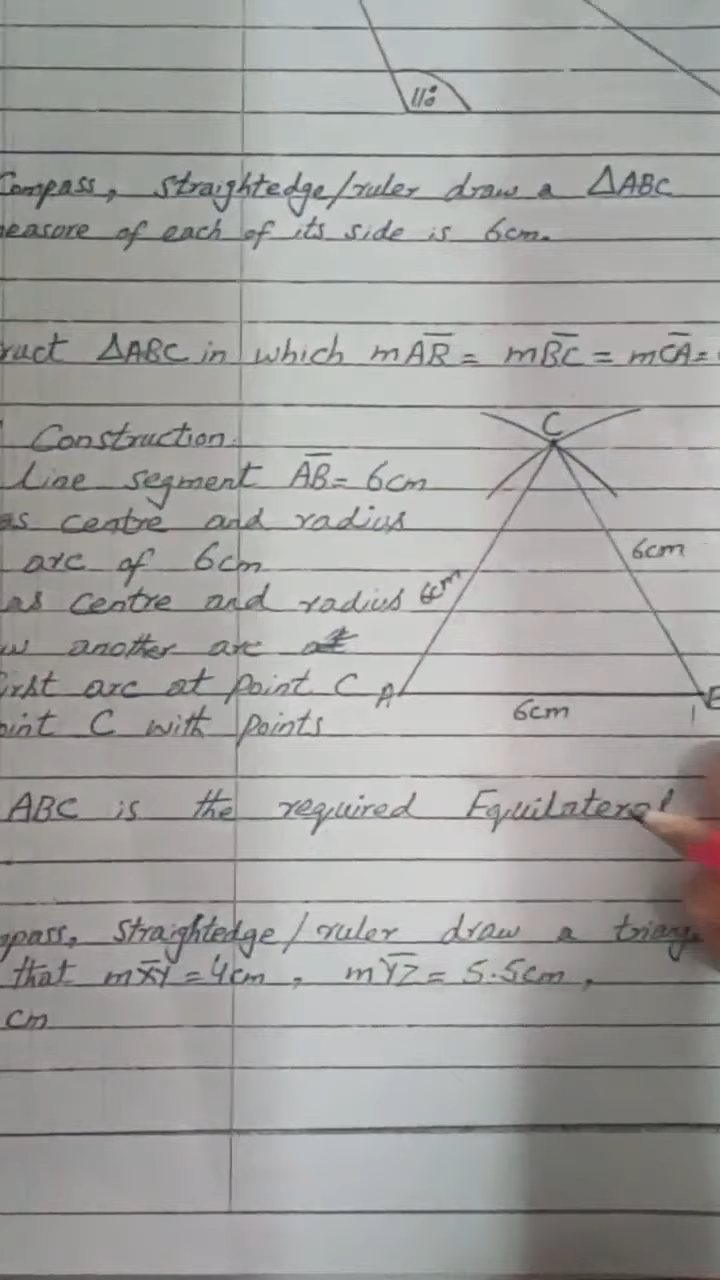 110°
Compass, straightedge/ruler draw a ΔABC
measure of each of its side is 6cm.
ruct ΔABC in which mAB = mBC = mCA =
Construction.
C
Line segment AB = 6cm
as centre and radius
6cm
arc of 6cm
6cm
as centre and radius
another arc at
irst arc at point C
A
B
6cm
oint C with points
ABC is the required Equilateral
pass, straightedge/ruler draw a triang
that mXY = 4cm, mYZ = 5.5cm,
cm